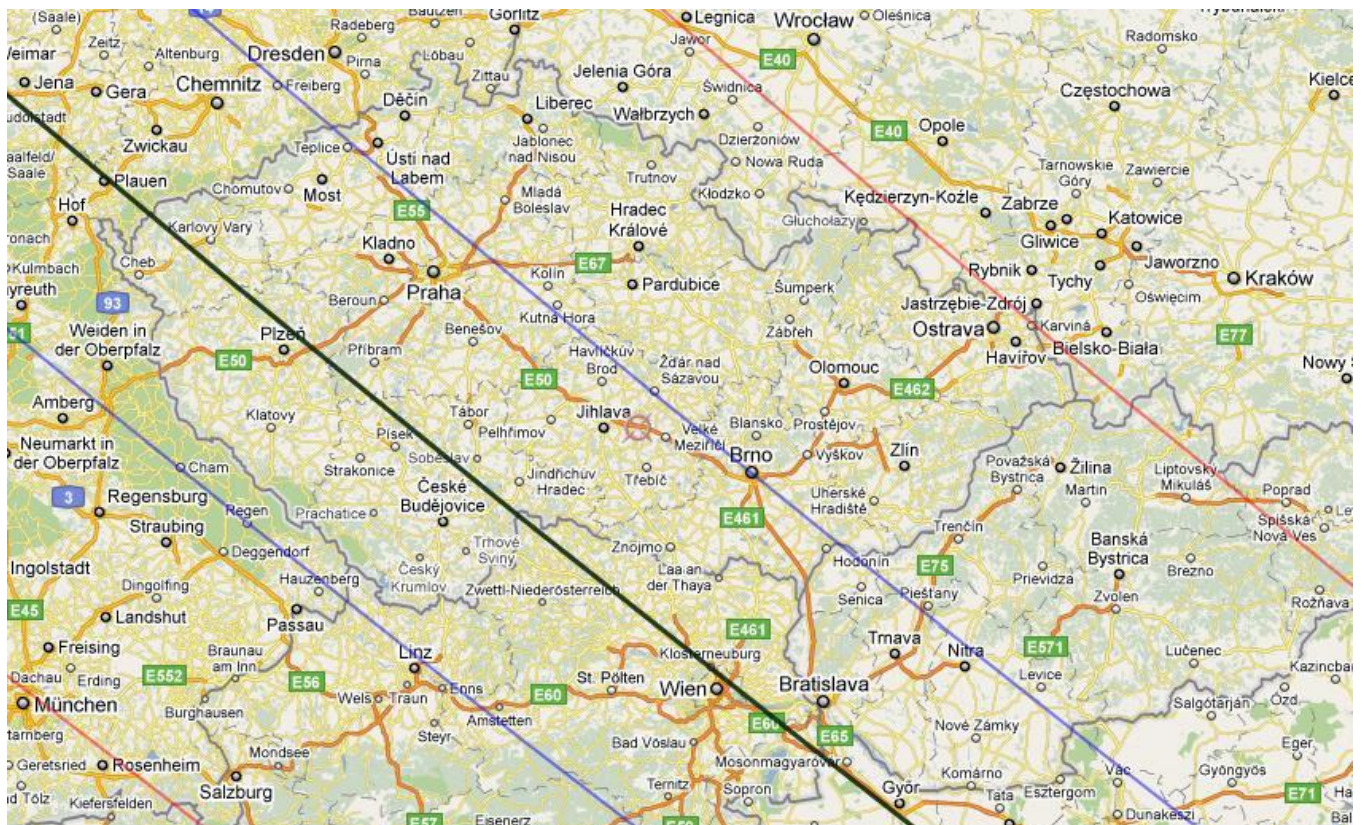 (Saale)
Zeitz
Altenburg
Dresden
Radeberg
Bautzen
Görlitz
Löbau
Pirna
Zittau
Legnica
Jawor
Wrocław
Oleśnica
E40
Radomsko
Weimar
Jena
Gera
Chemnitz
Freiberg
Děčín
Jelenia Góra
Świdnica
Wałbrzych
Częstochowa
Kielce
Zwickau
Liberec
Dzierżoniów
E40
Opole
Saalfeld/
Saale
Teplice
Ústí nad
Labem
Jablonec
nad Nisou
Nowa Ruda
Tarnowskie
Góry
Zawiercie
Plauen
Chomutov
Most
Trutnov
Kłodzko
Kędzierzyn-Koźle
Zabrze
Katowice
Hof
Mladá
Boleslav
Głuchołazy
Karlovy Vary
E55
Hradec
Králové
Gliwice
Kronach
Kulmbach
Cheb
Kladno
E67
Rybnik
Tychy
Jaworzno
Kraków
93
Praha
Kolín
Pardubice
Šumperk
Jastrzębie-Zdrój
Oświęcim
Beroun
Kutná Hora
Zábřeh
Ostrava
Karviná
E77
Weiden in
der Oberpfalz
Plzeň
Benešov
Havířov
Bielsko-Biała
E50
Příbram
Havlíčkův
Brod
Žďár nad
Sázavou
Olomouc
E462
Nowy
E50
Amberg
Klatovy
Tábor
Jihlava
Blansko
Prostějov
Neumarkt in
der Oberpfalz
Písek
Pelhřimov
Velké
Meziříčí
Brno
Vyškov
Zlín
Cham
Strakonice
Soběslav
Jindřichův
Hradec
Třebíč
Považská
Bystrica
Žilina
Liptovsky
Mikuláš
Poprad
3
Regensburg
České
Budějovice
Uherské
Hradiště
Martin
Regen
Prachatice
E461
Trenčín
Spišská
Nová Ves
Straubing
Deggendorf
Trhové
Sviny
Znojmo
Hodonín
Banská
Bystrica
Ingolstadt
Dingolfing
Hauzenberg
Český
Krumlov
Zwettl-Niederösterreich
Laa an
der Thaya
E75
Prievidza
Brezno
E45
Landshut
Passau
Senica
Piešťany
Zvolen
Rožňava
Freising
Braunau
am Inn
Linz
Klosterneuburg
E461
Trnava
Nitra
E571
Lučenec
Dachau
Erding
E552
E56
Enns
St. Pölten
Wien
Bratislava
Levice
München
Burghausen
Wels
Traun
E60
Amstetten
E60
E65
Salgótarján
Ózd
Steyr
Bad Vöslau
Nové Zámky
Mondsee
Mosonmagyaróvár
Eger
Geretsried
Rosenheim
Salzburg
Ternitz
Sopron
Komárno
Vác
Gyöngyös
Kiefersfelden
E57
Eisenerz
E59
Győr
Tata
Esztergom
Dunakeszi
E71